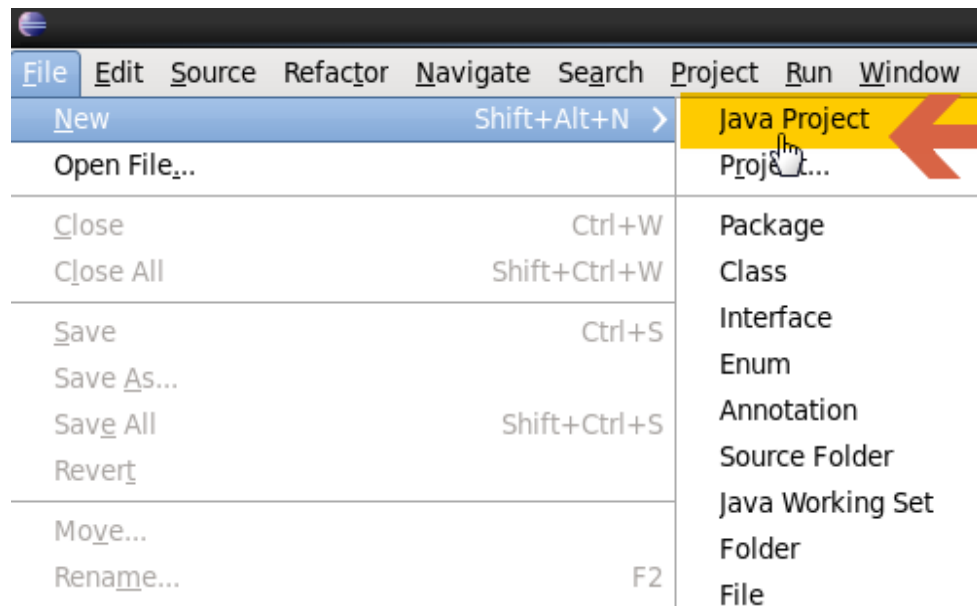 File Edit Source Refactor Navigate Search Project Run Window
New Shift+Alt+N
Open File...
Close Ctrl+W
Close All Shift+Ctrl+W
Save Ctrl+S
Save As...
Save All Shift+Ctrl+S
Revert
Move...
Rename... F2
Java Project
Project...
Package
Class
Interface
Enum
Annotation
Source Folder
Java Working Set
Folder
File